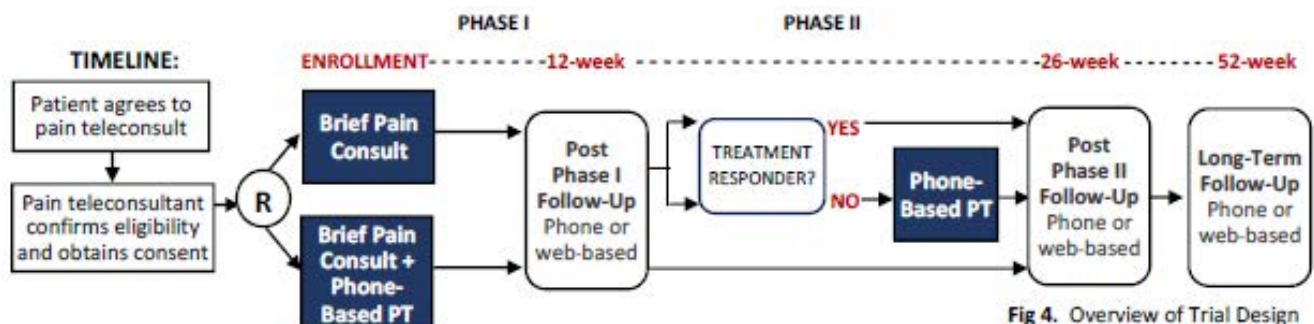 PHASE I
PHASE II
TIMELINE:
ENROLLMENT
12-week
26-week
52-week
Patient agrees to
pain teleconsult
Pain teleconsultant
confirms eligibility
and obtains consent
R
Brief Pain
Consult
Brief Pain
Consult +
Phone-
Based PT
Post
Phase I
Follow-Up
Phone or
web-based
TREATMENT
RESPONDER?
YES
NO
Phone-
Based PT
Post
Phase II
Follow-Up
Phone or
web-based
Long-Term
Follow-Up
Phone or
web-based
Fig 4. Overview of Trial Design